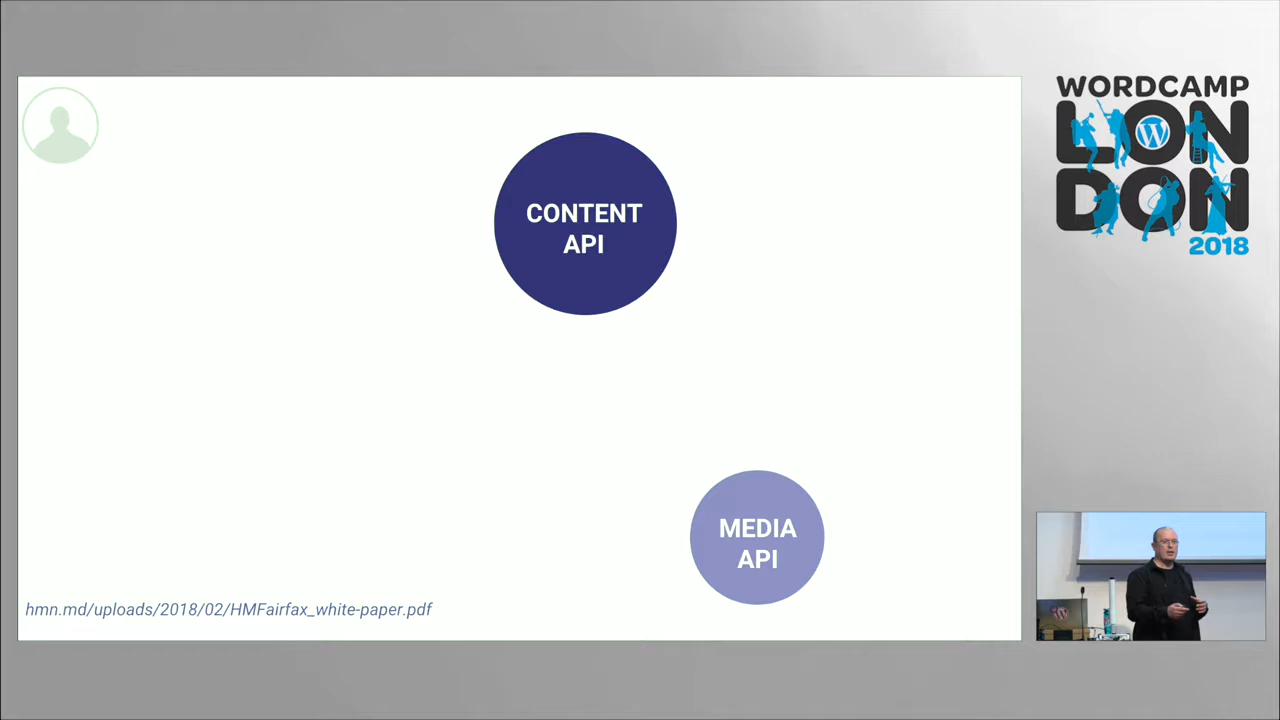 CONTENT
API
MEDIA
API
hmn.md/uploads/2018/02/HMFairfax_white-paper.pdf
WORDCAMP
LON
DON
2018